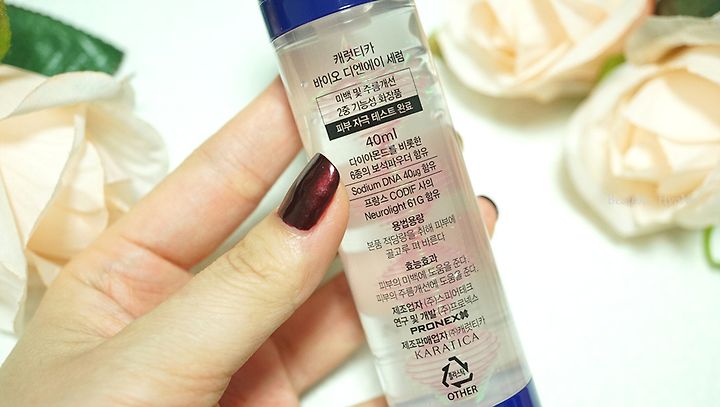 캐럿티카
바이오 디엔에이 세럼
미백 및 주름개선
2중 기능성 화장품
피부 자극 테스트 완료
40ml
다이아몬드를 비롯한
6종의 보석파우더 함유
Sodium DNA 40㎍ 함유
프랑스 CODIF 사의
Neurolight 61G 함유
용법용량
본품 적당량을 취해 피부에
골고루 펴 바른다.
효능효과
피부의 미백에 도움을 준다.
피부의 주름개선에 도움을 준다.
제조업자 (주)스피어테크
연구 및 개발 (주)프로넥스
PRONEX
제조판매업자 (주)캐럿티카
KARATICA
플라스틱
OTHER